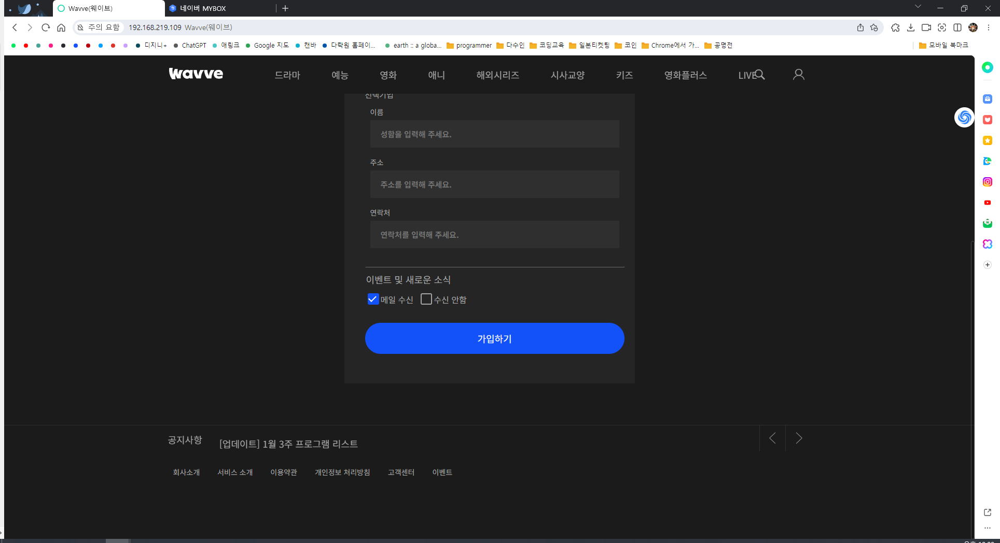 Wavve(웨이브)
네이버 MYBOX
주의 요함
192.168.219.109 Wavve(웨이브)
디지니+
ChatGPT
애링크
Google 지도
캔바
다락원 홈페이...
earth :: a globa...
programmer
다수인
코딩교육
일본티켓팅
코인
Chrome에서 가...
공명전
모바일 북마크
wavve
드라마
예능
영화
애니
해외시리즈
시사교양
키즈
영화플러스
LIVE
선택기입
이름
성함을 입력해 주세요.
주소
주소를 입력해 주세요.
연락처
연락처를 입력해 주세요.
이벤트 및 새로운 소식
메일 수신
수신 안함
가입하기
공지사항
[업데이트] 1월 3주 프로그램 리스트
회사소개
서비스 소개
이용약관
개인정보 처리방침
고객센터
이벤트